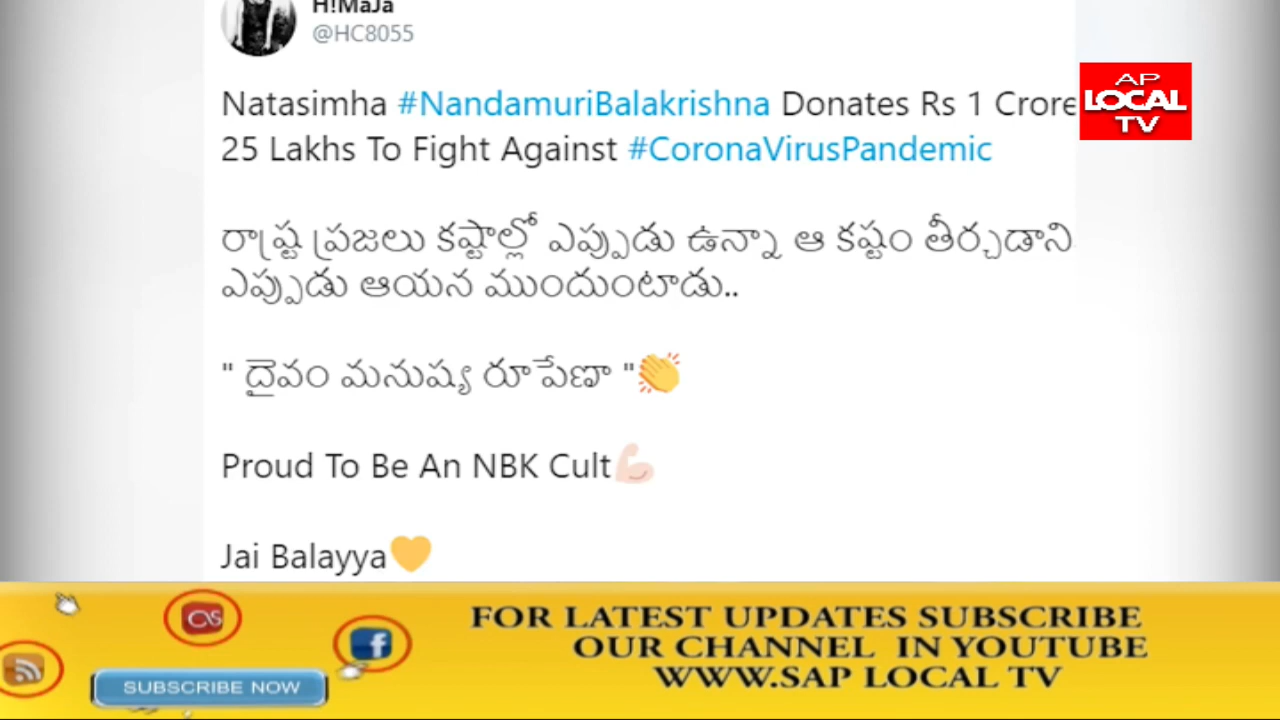 H!MaJa
@HC8055
Natasimha #NandamuriBalakrishna Donates Rs 1 Crore
25 Lakhs To Fight Against #CoronaVirusPandemic
రాష్ట్ర ప్రజలు కష్టాల్లో ఎప్పుడు ఉన్నా ఆ కష్టం తీర్చడాని
ఎప్పుడు ఆయన ముందుంటాడు..
" దైవం మనుష్య రూపేణా "👏
Proud To Be An NBK Cult💪🏻
Jai Balayya💛
AP
LOCAL
TV
FOR LATEST UPDATES SUBSCRIBE
OUR CHANNEL IN YOUTUBE
WWW.SAP LOCAL TV
SUBSCRIBE NOW